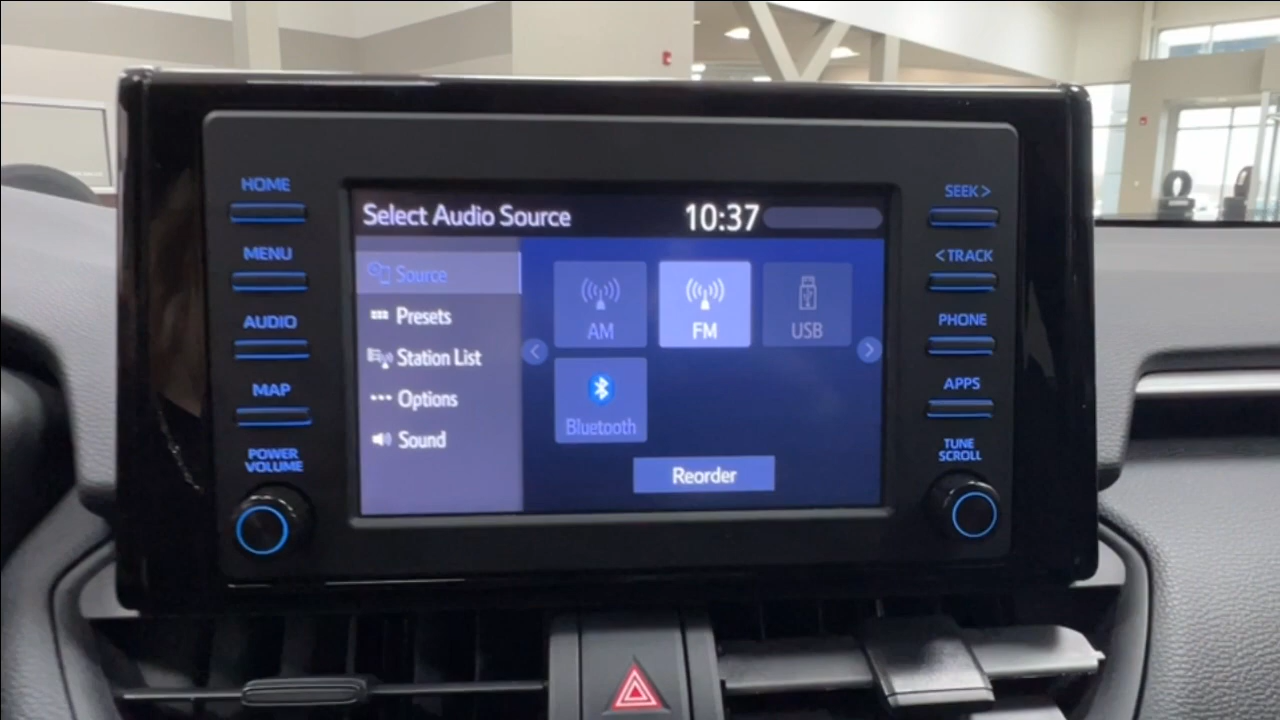 HOME
MENU
AUDIO
MAP
POWER
VOLUME
Select Audio Source
10:37
Source
Presets
Station List
Options
Sound
AM
FM
USB
Bluetooth
Reorder
SEEK >
< TRACK
PHONE
APPS
TUNE
SCROLL